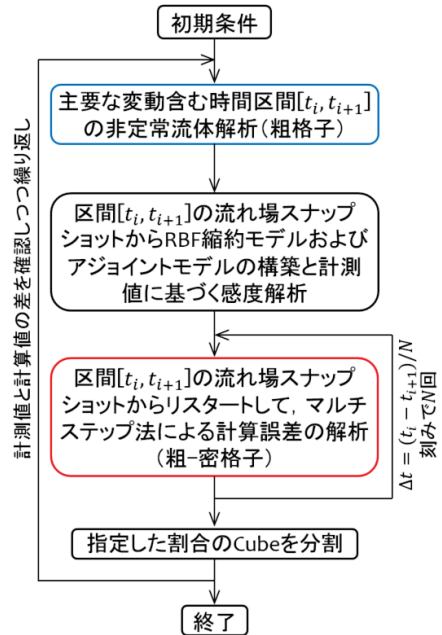 初期条件
主要な変動含む時間区間[t_i, t_{i+1}]
の非定常流体解析(粗格子)
区間[t_i, t_{i+1}]の流れ場スナップ
ショットからRBF縮約モデルおよび
アジョイントモデルの構築と計測
値に基づく感度解析
区間[t_i, t_{i+1}]の流れ場スナップ
ショットからリスタートして,マルチ
ステップ法による計算誤差の解析
(粗-密格子)
Δt = (t_i − t_{i+1})/N
刻みでN回
指定した割合のCubeを分割
計測値と計算値の差を確認しつつ繰り返し
終了